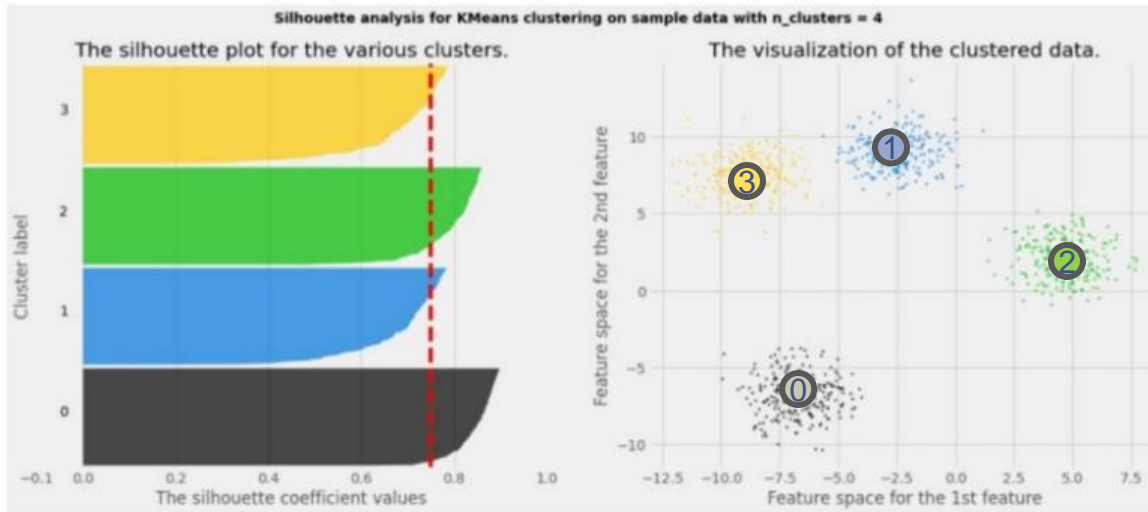 Silhouette analysis for KMeans clustering on sample data with n_clusters = 4
The silhouette plot for the various clusters.
Cluster label
3
2
1
0
−0.1 0.0 0.2 0.4 0.6 0.8 1.0
The silhouette coefficient values
The visualization of the clustered data.
Feature space for the 2nd feature
10
5
0
−5
−10
1
3
2
0
−12.5 −10.0 −7.5 −5.0 −2.5 0.0 2.5 5.0 7.5
Feature space for the 1st feature